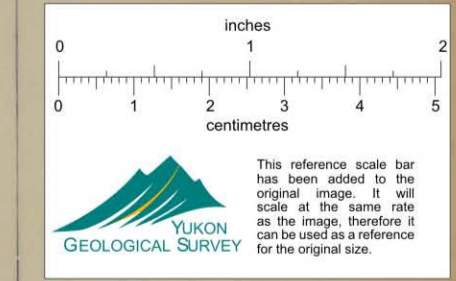 inches
0 1 2
0 1 2 3 4 5
centimetres
This reference scale bar
has been added to the
original image. It will
scale at the same rate
as the image, therefore it
can be used as a reference
for the original size.
YUKON
GEOLOGICAL SURVEY